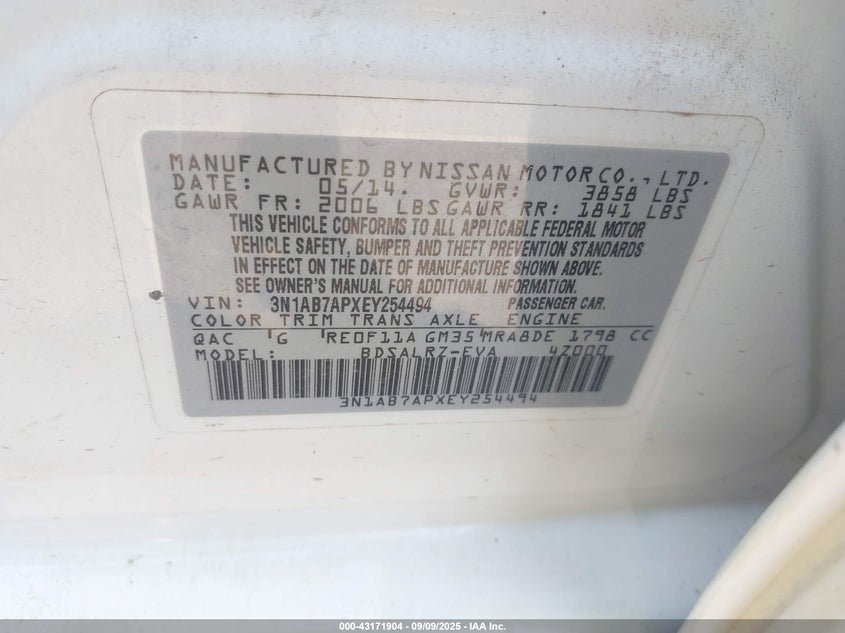 MANUFACTURED BY NISSAN MOTOR CO., LTD.
DATE: 05/14. GVWR: 3858 LBS
GAWR FR: 2006 LBS GAWR RR: 1841 LBS
THIS VEHICLE CONFORMS TO ALL APPLICABLE FEDERAL MOTOR
VEHICLE SAFETY, BUMPER AND THEFT PREVENTION STANDARDS
IN EFFECT ON THE DATE OF MANUFACTURE SHOWN ABOVE.
SEE OWNER'S MANUAL FOR ADDITIONAL INFORMATION.
VIN: 3N1AB7APXEY254494 PASSENGER CAR.
COLOR TRIM TRANS AXLE ENGINE
QAC G RE0F11A GM35 MRA8DE 1798 CC
MODEL: BDSALRZ-EVA 4Z000
3N1AB7APXEY254494
000-43171904 | 09/09/2025 - IAA Inc.